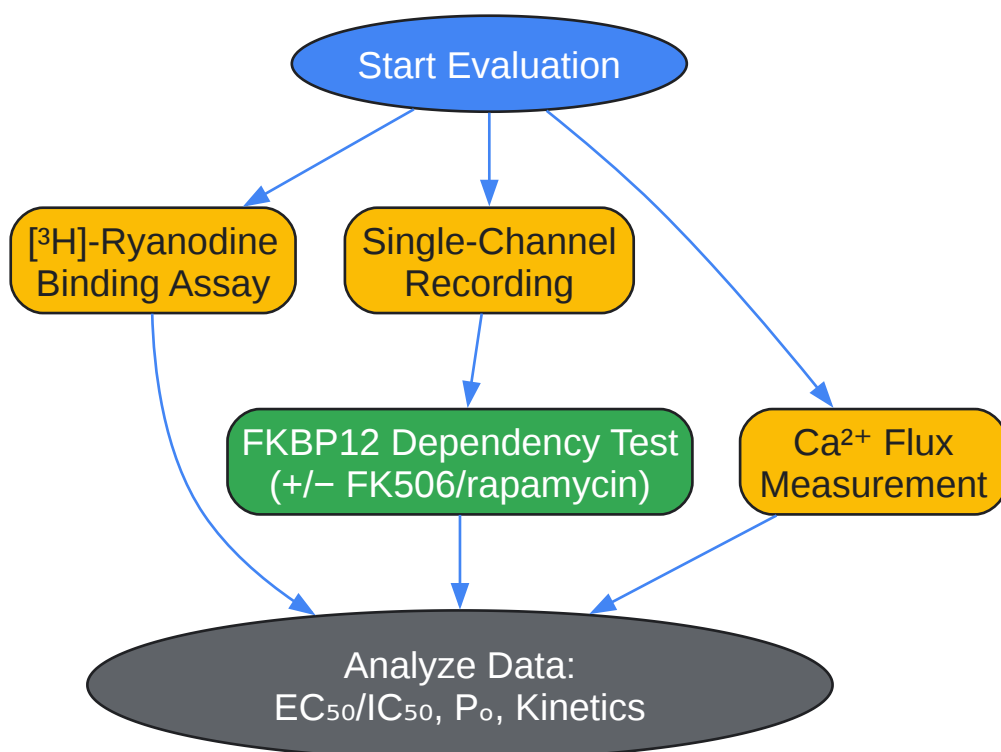 Start Evaluation
[³H]-Ryanodine
Binding Assay
Single-Channel
Recording
FKBP12 Dependency Test
(+/− FK506/rapamycin)
Ca²⁺ Flux
Measurement
Analyze Data:
EC₅₀/IC₅₀, Pₒ, Kinetics